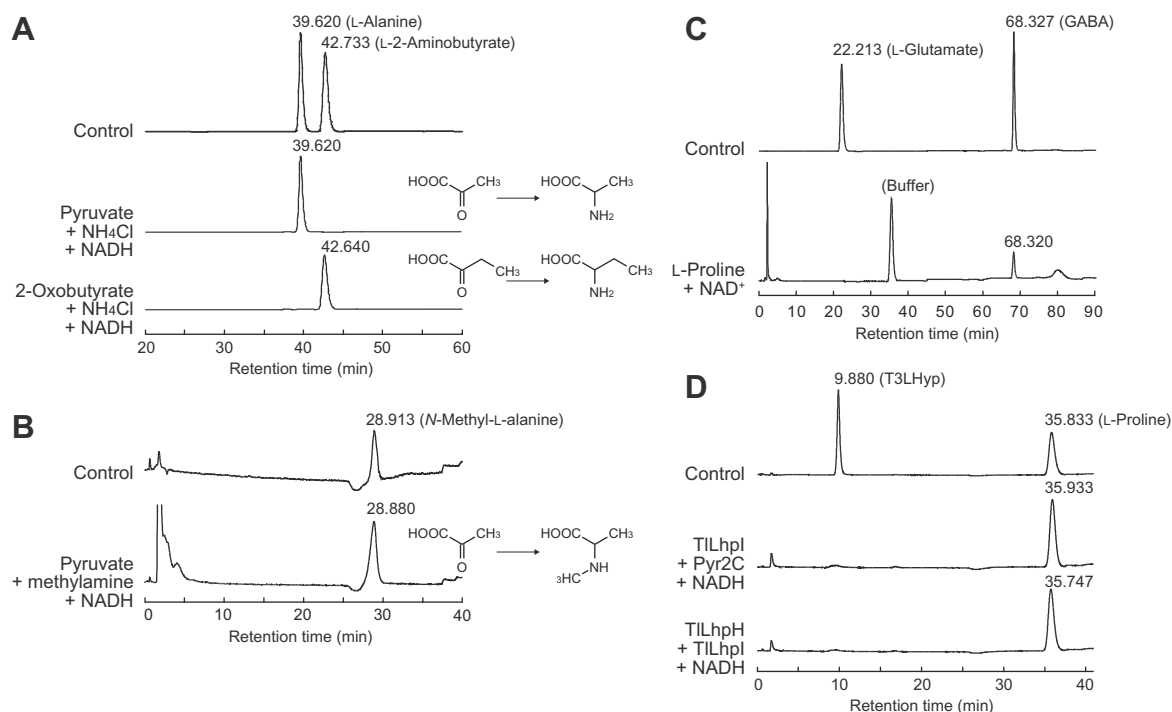 A
39.620 (L-Alanine)
42.733 (L-2-Aminobutyrate)
Control
39.620
Pyruvate
+ NH4Cl
+ NADH
HOOC CH3
O
HOOC CH3
NH2
42.640
2-Oxobutyrate
+ NH4Cl
+ NADH
HOOC
CH3
O
HOOC
CH3
NH2
20 30 40 50 60
Retention time (min)
B
28.913 (N-Methyl-L-alanine)
Control
28.880
Pyruvate
+ methylamine
+ NADH
HOOC CH3
O
HOOC CH3
NH
3HC
0 10 20 30 40
Retention time (min)
C
68.327 (GABA)
22.213 (L-Glutamate)
Control
(Buffer)
68.320
L-Proline
+ NAD+
0 10 20 30 40 50 60 70 80 90
Retention time (min)
D
9.880 (T3LHyp)
35.833 (L-Proline)
Control
35.933
TlLhpI
+ Pyr2C
+ NADH
35.747
TlLhpH
+ TlLhpI
+ NADH
0 10 20 30 40
Retention time (min)